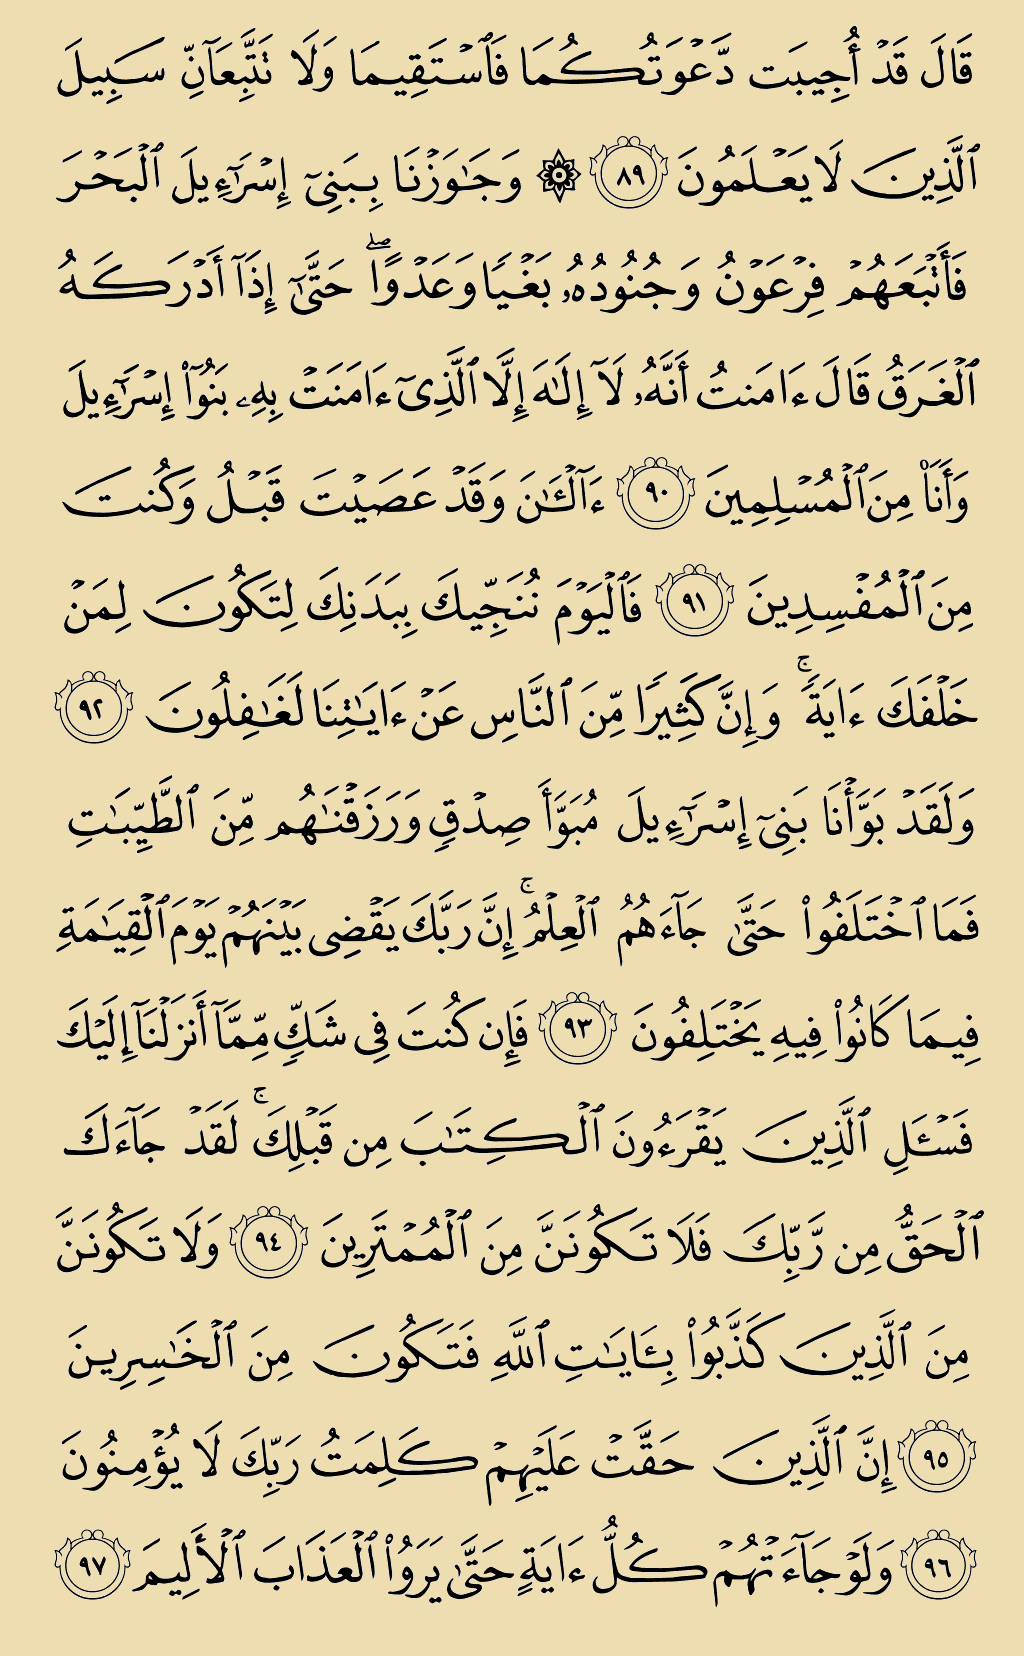 قَالَ قَدۡ أُجِيبَت دَّعۡوَتُكُمَا فَٱسۡتَقِيمَا وَلَا تَتَّبِعَآنِّ سَبِيلَ
ٱلَّذِينَ لَا يَعۡلَمُونَ ٨٩ ۞ وَجَٰوَزۡنَا بِبَنِيٓ إِسۡرَٰٓءِيلَ ٱلۡبَحۡرَ
فَأَتۡبَعَهُمۡ فِرۡعَوۡنُ وَجُنُودُهُۥ بَغۡيٗا وَعَدۡوًاۖ حَتَّىٰٓ إِذَآ أَدۡرَكَهُ
ٱلۡغَرَقُ قَالَ ءَامَنتُ أَنَّهُۥ لَآ إِلَٰهَ إِلَّا ٱلَّذِيٓ ءَامَنَتۡ بِهِۦ بَنُوٓاْ إِسۡرَٰٓءِيلَ
وَأَنَا۠ مِنَ ٱلۡمُسۡلِمِينَ ٩٠ ءَآلۡـَٰٔنَ وَقَدۡ عَصَيۡتَ قَبۡلُ وَكُنتَ
مِنَ ٱلۡمُفۡسِدِينَ ٩١ فَٱلۡيَوۡمَ نُنَجِّيكَ بِبَدَنِكَ لِتَكُونَ لِمَنۡ
خَلۡفَكَ ءَايَةٗۚ وَإِنَّ كَثِيرٗا مِّنَ ٱلنَّاسِ عَنۡ ءَايَٰتِنَا لَغَٰفِلُونَ ٩٢
وَلَقَدۡ بَوَّأۡنَا بَنِيٓ إِسۡرَٰٓءِيلَ مُبَوَّأَ صِدۡقٖ وَرَزَقۡنَٰهُم مِّنَ ٱلطَّيِّبَٰتِ
فَمَا ٱخۡتَلَفُواْ حَتَّىٰ جَآءَهُمُ ٱلۡعِلۡمُۚ إِنَّ رَبَّكَ يَقۡضِي بَيۡنَهُمۡ يَوۡمَ ٱلۡقِيَٰمَةِ
فِيمَا كَانُواْ فِيهِ يَخۡتَلِفُونَ ٩٣ فَإِن كُنتَ فِي شَكّٖ مِّمَّآ أَنزَلۡنَآ إِلَيۡكَ
فَسۡـَٔلِ ٱلَّذِينَ يَقۡرَءُونَ ٱلۡكِتَٰبَ مِن قَبۡلِكَۚ لَقَدۡ جَآءَكَ
ٱلۡحَقُّ مِن رَّبِّكَ فَلَا تَكُونَنَّ مِنَ ٱلۡمُمۡتَرِينَ ٩٤ وَلَا تَكُونَنَّ
مِنَ ٱلَّذِينَ كَذَّبُواْ بِـَٔايَٰتِ ٱللَّهِ فَتَكُونَ مِنَ ٱلۡخَٰسِرِينَ
٩٥ إِنَّ ٱلَّذِينَ حَقَّتۡ عَلَيۡهِمۡ كَلِمَتُ رَبِّكَ لَا يُؤۡمِنُونَ
٩٦ وَلَوۡ جَآءَتۡهُمۡ كُلُّ ءَايَةٍ حَتَّىٰ يَرَوُاْ ٱلۡعَذَابَ ٱلۡأَلِيمَ ٩٧